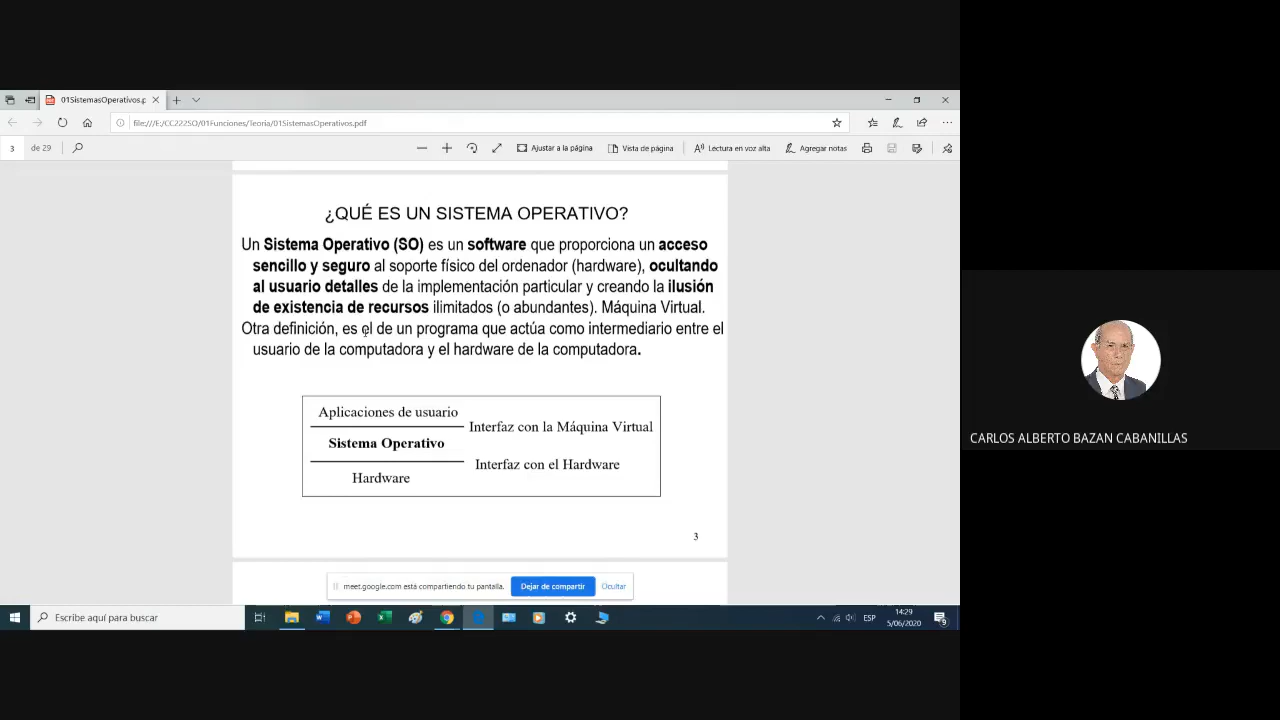 01SistemasOperativos.p
file:///E:/CC222SO/01Funciones/Teoria/01SistemasOperativos.pdf
3 de 29 Ajustar a la página Vista de página Lectura en voz alta Agregar notas
¿QUÉ ES UN SISTEMA OPERATIVO?
Un Sistema Operativo (SO) es un software que proporciona un acceso
sencillo y seguro al soporte físico del ordenador (hardware), ocultando
al usuario detalles de la implementación particular y creando la ilusión
de existencia de recursos ilimitados (o abundantes). Máquina Virtual.
Otra definición, es el de un programa que actúa como intermediario entre el
usuario de la computadora y el hardware de la computadora.
Aplicaciones de usuario
Interfaz con la Máquina Virtual
Sistema Operativo
Interfaz con el Hardware
Hardware
3
CARLOS ALBERTO BAZAN CABANILLAS
meet.google.com está compartiendo tu pantalla. Dejar de compartir Ocultar
Escribe aquí para buscar
ESP
14:29
5/06/2020